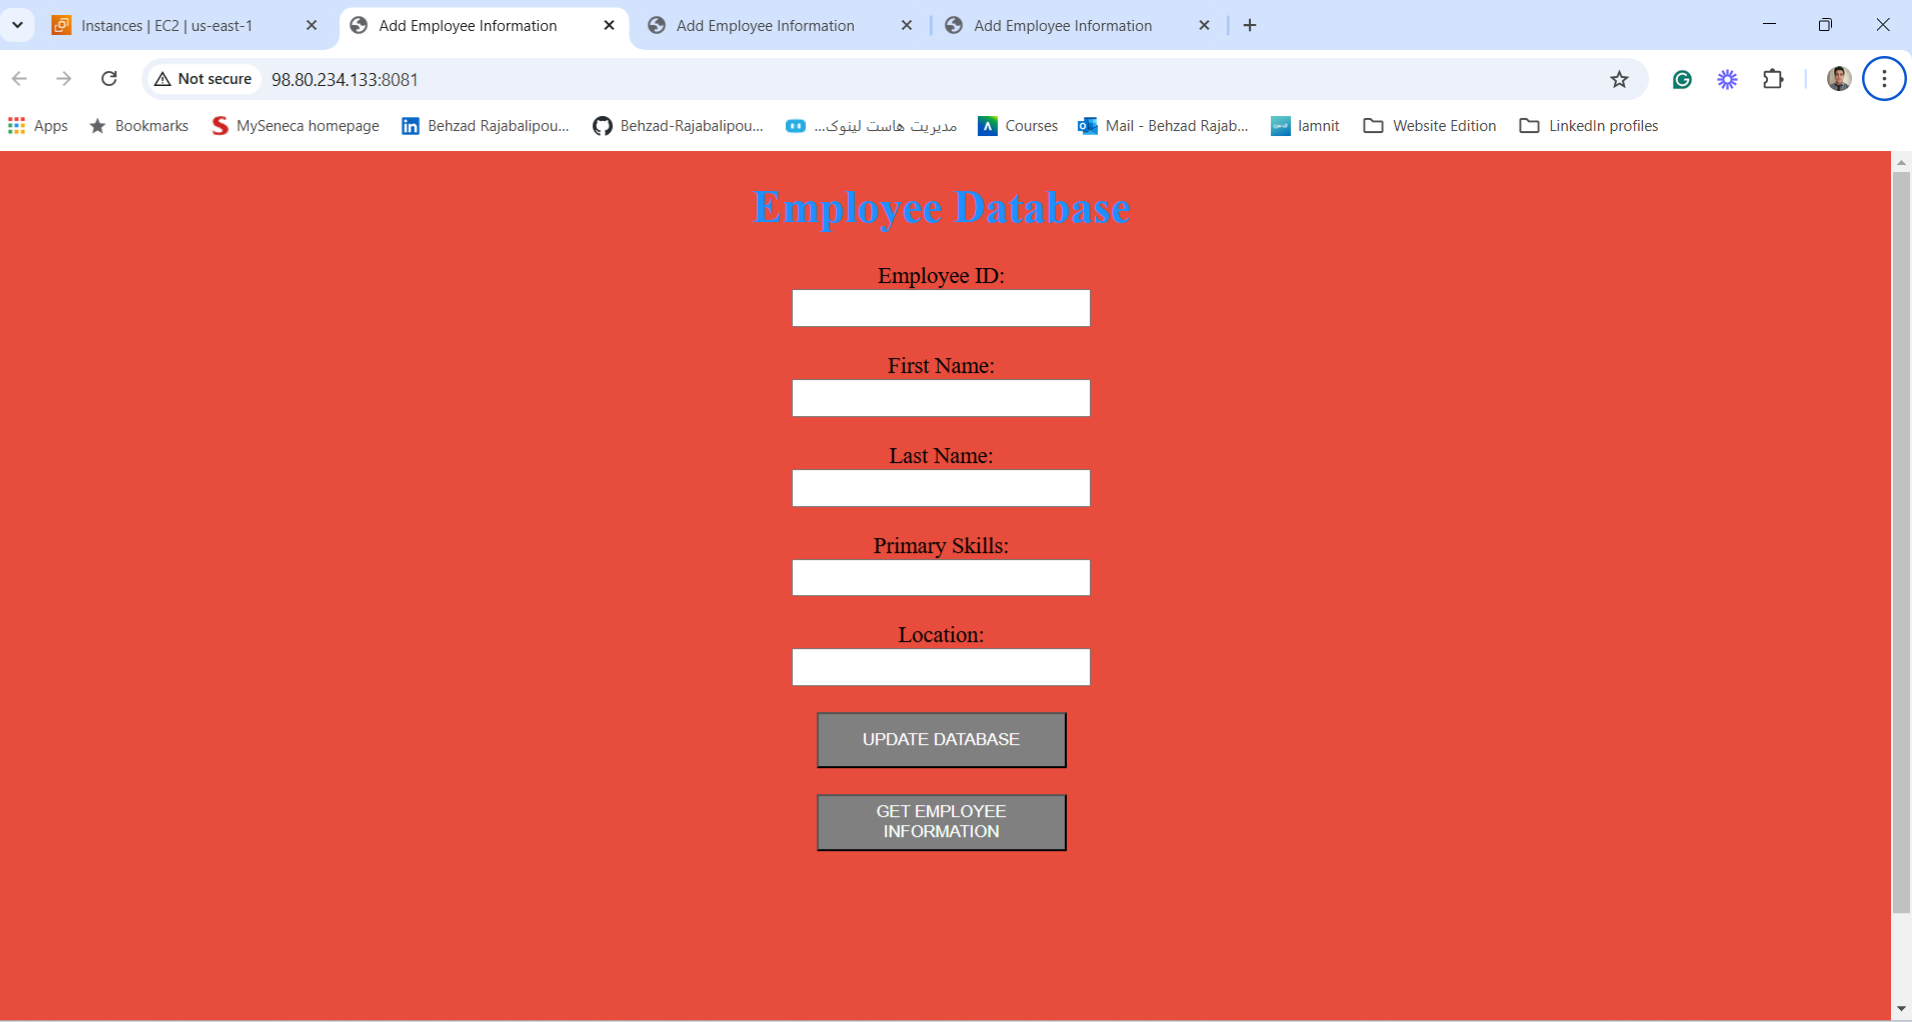 Instances | EC2 | us-east-1
Add Employee Information
Add Employee Information
Add Employee Information
Not secure
98.80.234.133:8081
Apps
Bookmarks
MySeneca homepage
Behzad Rajabalipou...
Behzad-Rajabalipou...
مدیریت هاست لینوک...
Courses
Mail - Behzad Rajab...
Iamnit
Website Edition
LinkedIn profiles
Employee Database
Employee ID:
First Name:
Last Name:
Primary Skills:
Location:
UPDATE DATABASE
GET EMPLOYEE
INFORMATION